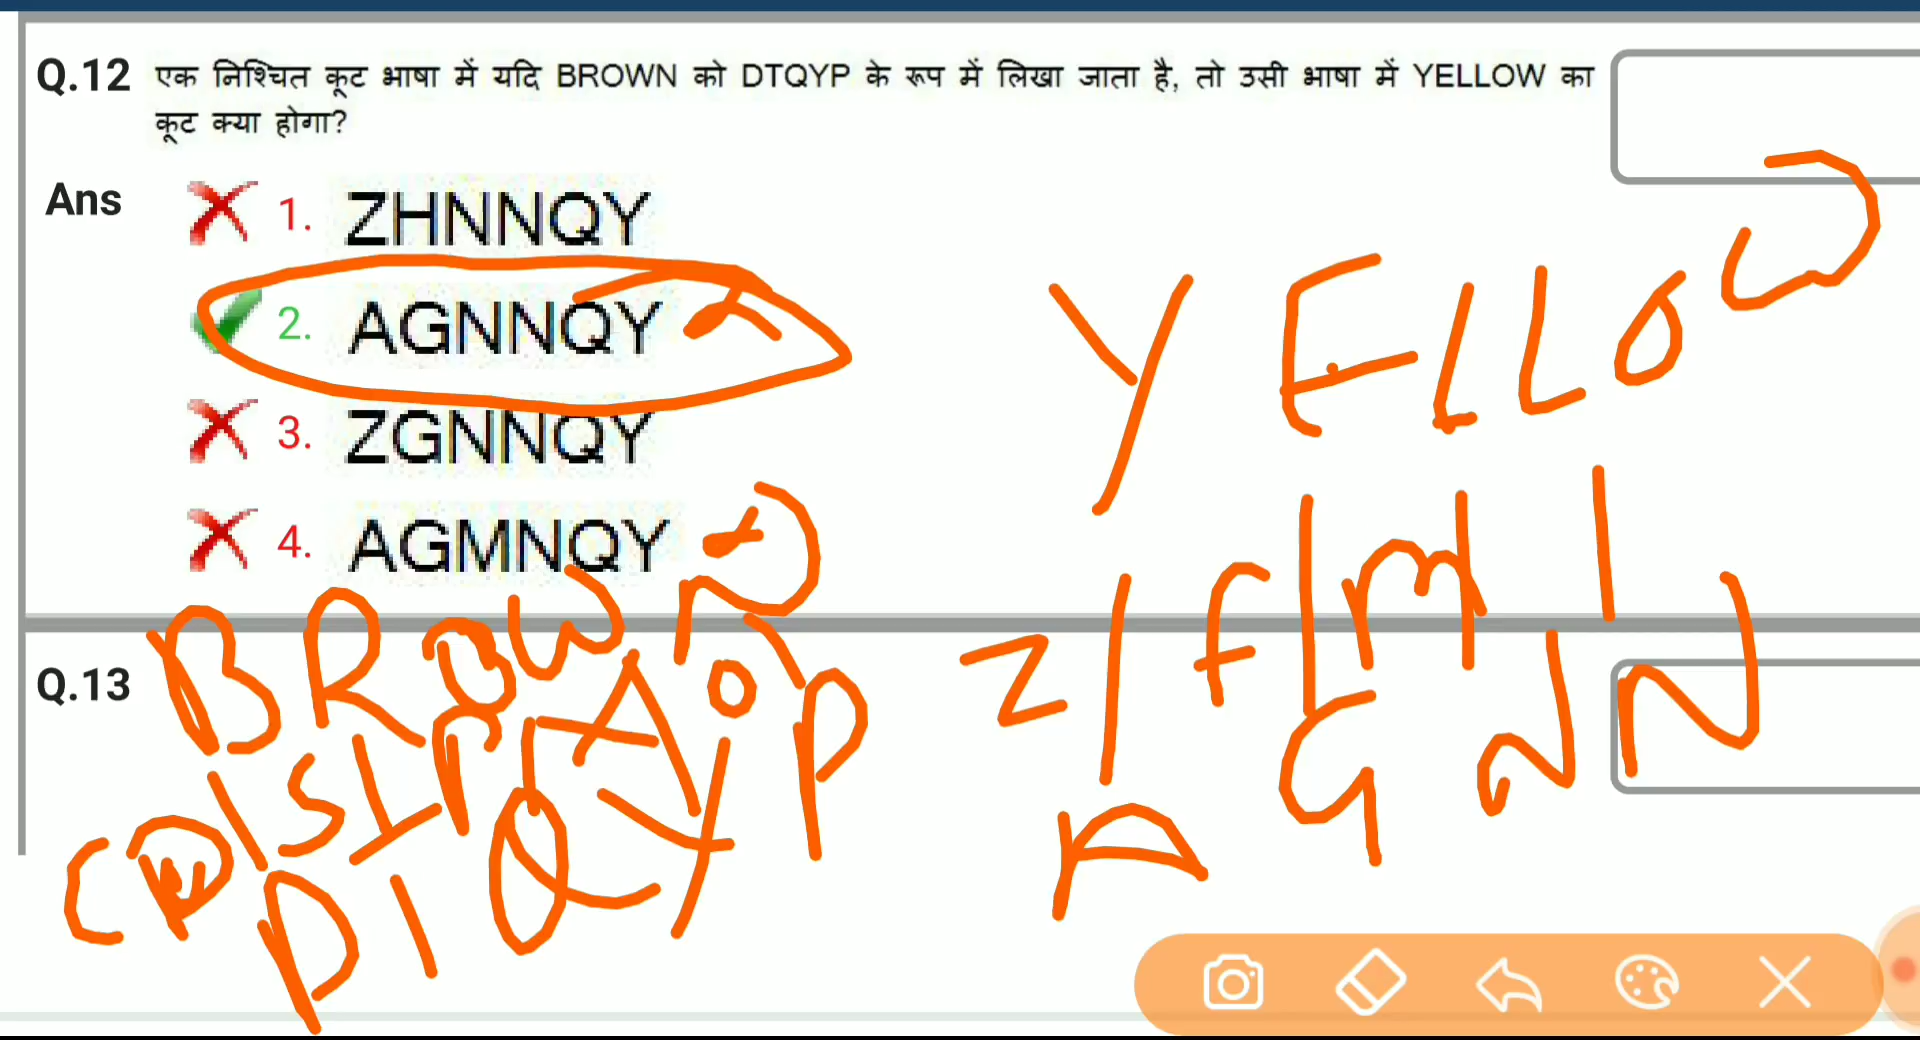 Q.12 एक निश्चित कूट भाषा में यदि BROWN को DTQYP के रूप में लिखा जाता है, तो उसी भाषा में YELLOW का
कूट क्या होगा?
Ans 1. ZHNNQY
2. AGNNQY
3. ZGNNQY
4. AGMNQY
YELLOW
BROWN
Z F M
A G N N
Q.13